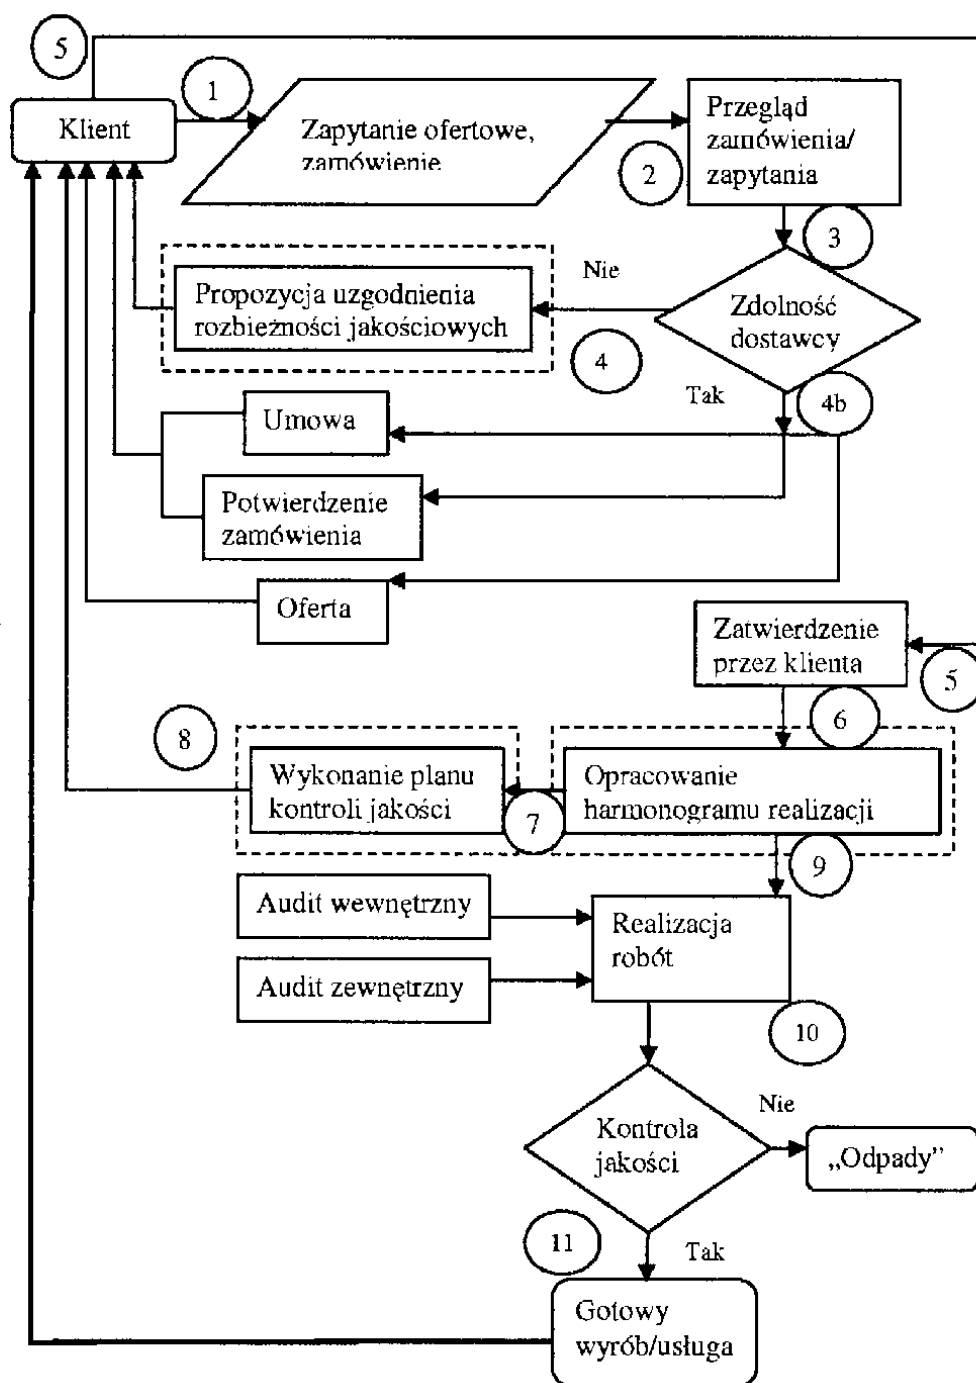 5
1
Klient
Zapytanie ofertowe,
zamówienie
Przegląd
zamówienia/
zapytania
2
3
Nie
Propozycja uzgodnienia
rozbieżności jakościowych
Zdolność
dostawcy
4
Tak
4b
Umowa
Potwierdzenie
zamówienia
Oferta
Zatwierdzenie
przez klienta
5
6
8
Wykonanie planu
kontroli jakości
Opracowanie
harmonogramu realizacji
7
9
Audit wewnętrzny
Realizacja
robót
Audit zewnętrzny
10
Nie
Kontrola
jakości
„Odpady”
11
Tak
Gotowy
wyrób/usługa